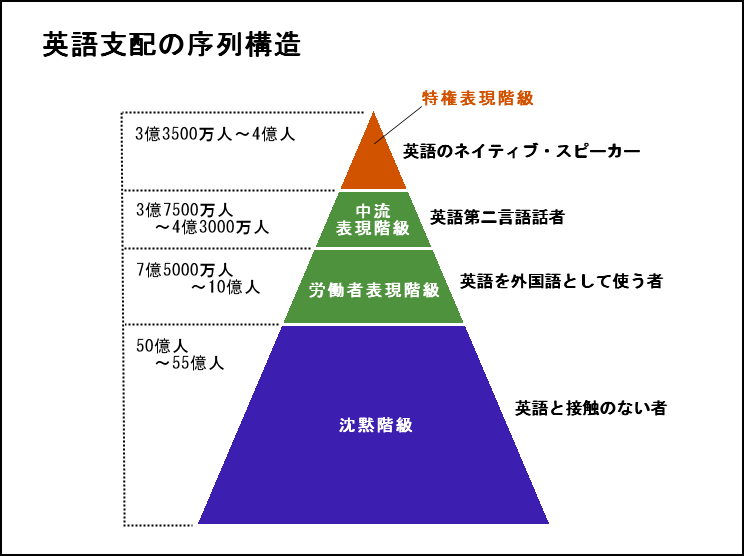 英語支配の序列構造
特権表現階級
3億3500万人～4億人
英語のネイティブ・スピーカー
3億7500万人
～4億3000万人
中流
表現階級
英語第二言語話者
7億5000万人
～10億人
労働者表現階級
英語を外国語として使う者
50億人
～55億人
沈黙階級
英語と接触のない者